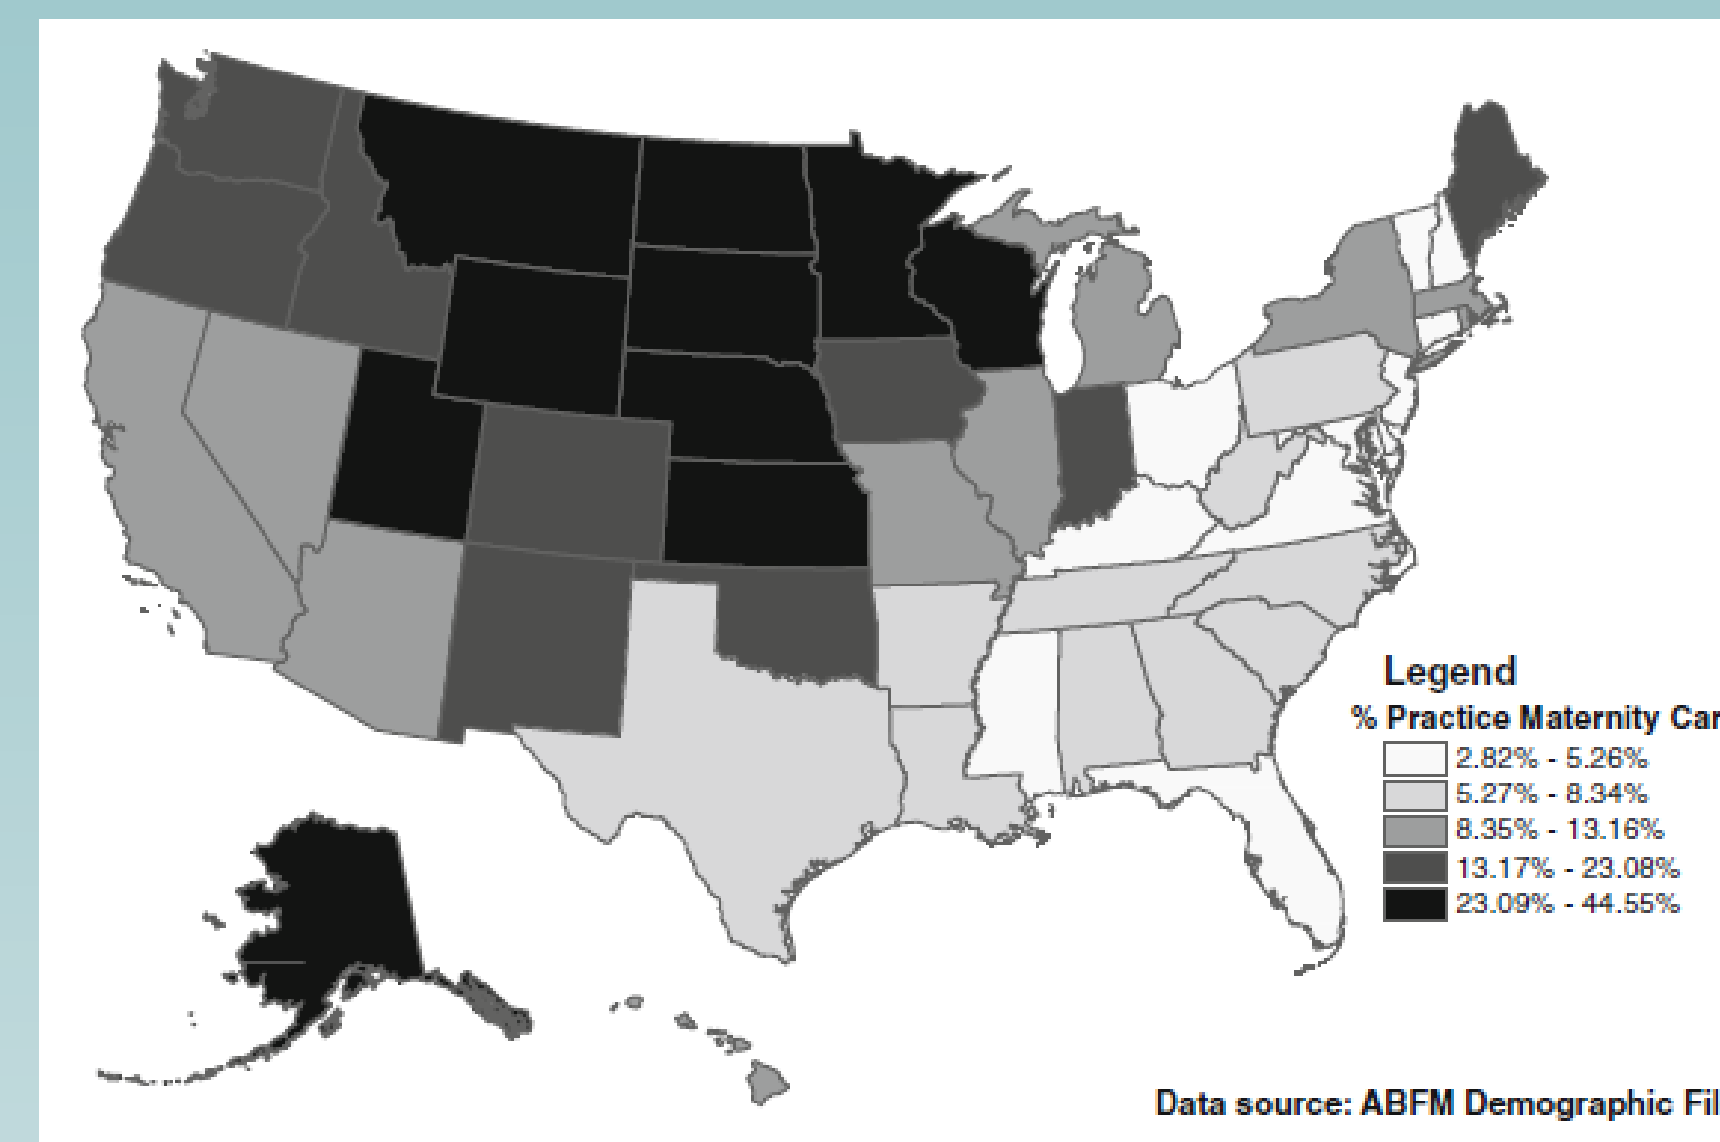 Legend
% Practice Maternity Car
2.82% - 5.26%
5.27% - 8.34%
8.35% - 13.16%
13.17% - 23.08%
23.09% - 44.55%
Data source: ABFM Demographic Fil